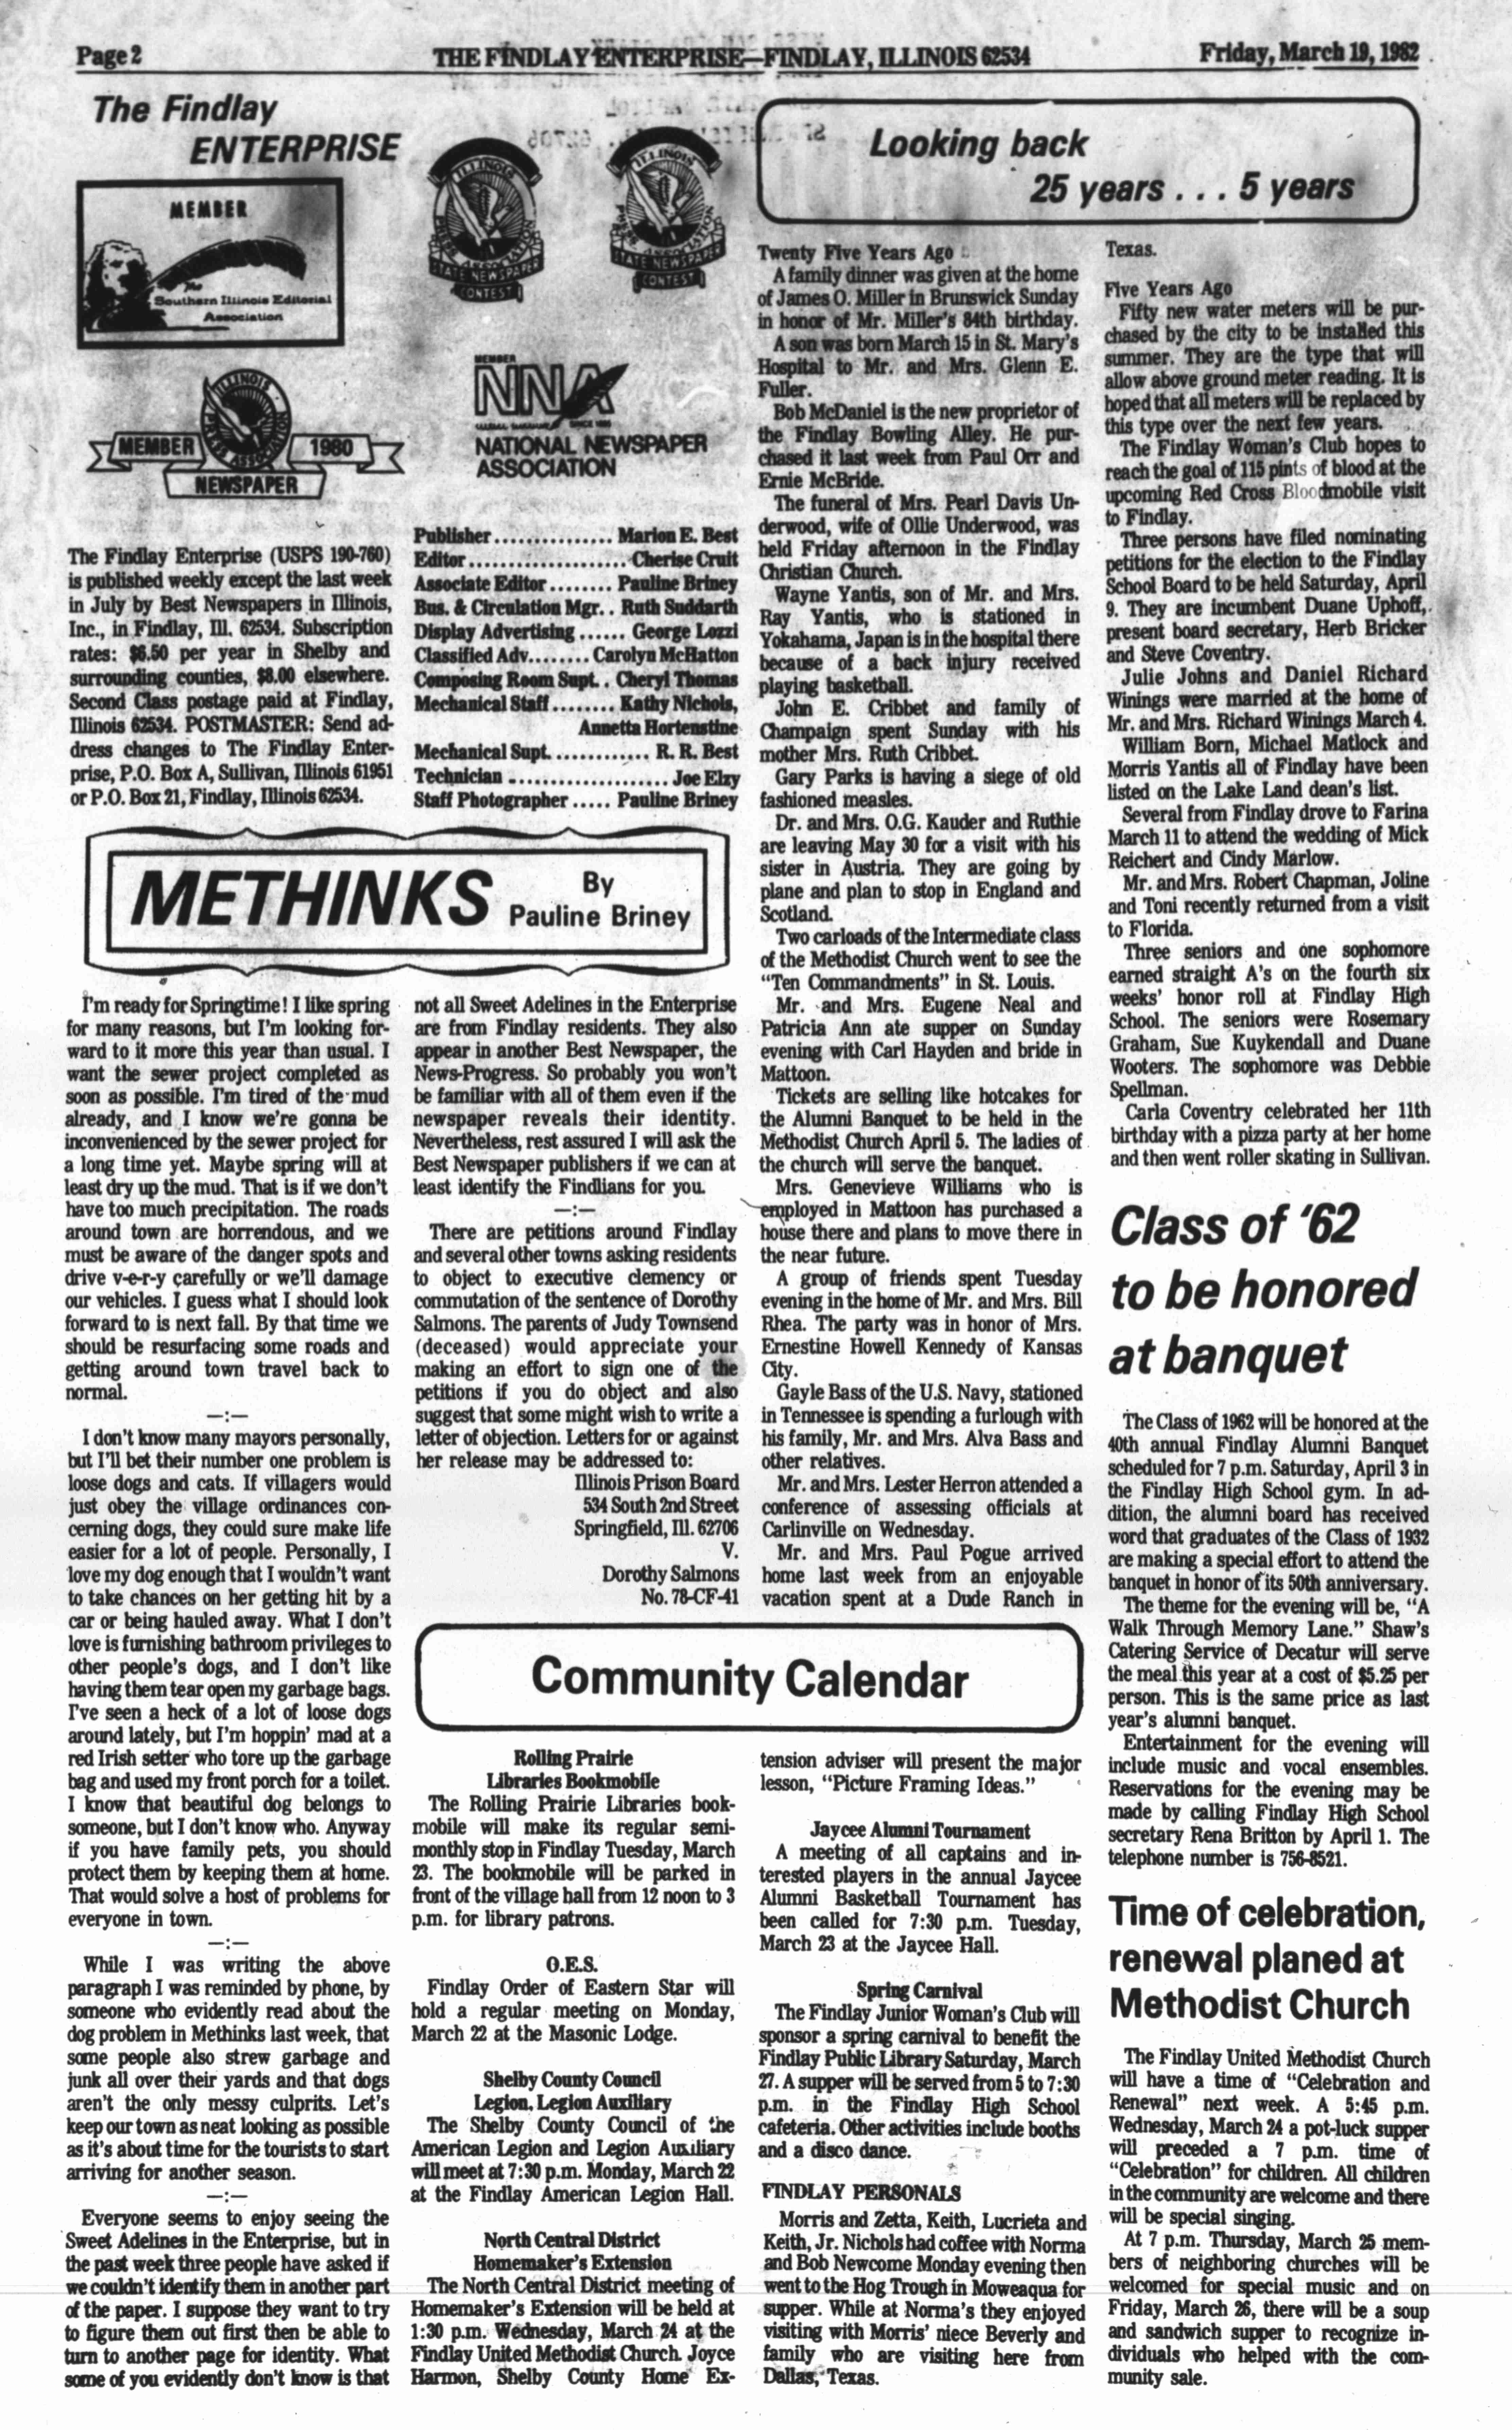 Page 2
THE FINDLAY ENTERPRISE—FINDLAY, ILLINOIS 62534
Friday, March 19, 1982
The Findlay
ENTERPRISE
MEMBER
The
Southern Illinois Editorial
Association
ILLINOIS
PRESS ASSOCIATION
STATE NEWSPAPER
CONTEST
ILLINOIS
PRESS ASSOCIATION
STATE NEWSPAPER
CONTEST
ILLINOIS
PRESS ASSOCIATION
MEMBER
1980
NEWSPAPER
MEMBER
NNA
SINCE 1885
NATIONAL NEWSPAPER
ASSOCIATION
The Findlay Enterprise (USPS 190-760)
is published weekly except the last week
in July by Best Newspapers in Illinois,
Inc., in Findlay, Ill. 62534. Subscription
rates: $6.50 per year in Shelby and
surrounding counties, $8.00 elsewhere.
Second Class postage paid at Findlay,
Illinois 62534. POSTMASTER: Send ad-
dress changes to The Findlay Enter-
prise, P.O. Box A, Sullivan, Illinois 61951
or P.O. Box 21, Findlay, Illinois 62534.
Publisher............... Marion E. Best
Editor.................... Cherise Cruit
Associate Editor........ Pauline Briney
Bus. & Circulation Mgr.. Ruth Suddarth
Display Advertising...... George Lozzi
Classified Adv........ Carolyn McHatton
Composing Room Supt.. Cheryl Thomas
Mechanical Staff........ Kathy Nichols,
Annetta Hortenstine
Mechanical Supt............. R. R. Best
Technician.................... Joe Elzy
Staff Photographer..... Pauline Briney
METHINKS
By
Pauline Briney
I'm ready for Springtime! I like spring
for many reasons, but I'm looking for-
ward to it more this year than usual. I
want the sewer project completed as
soon as possible. I'm tired of the mud
already, and I know we're gonna be
inconvenienced by the sewer project for
a long time yet. Maybe spring will at
least dry up the mud. That is if we don't
have too much precipitation. The roads
around town are horrendous, and we
must be aware of the danger spots and
drive v-e-r-y carefully or we'll damage
our vehicles. I guess what I should look
forward to is next fall. By that time we
should be resurfacing some roads and
getting around town travel back to
normal.
—:—
I don't know many mayors personally,
but I'll bet their number one problem is
loose dogs and cats. If villagers would
just obey the village ordinances con-
cerning dogs, they could sure make life
easier for a lot of people. Personally, I
love my dog enough that I wouldn't want
to take chances on her getting hit by a
car or being hauled away. What I don't
love is furnishing bathroom privileges to
other people's dogs, and I don't like
having them tear open my garbage bags.
I've seen a heck of a lot of loose dogs
around lately, but I'm hoppin' mad at a
red Irish setter who tore up the garbage
bag and used my front porch for a toilet.
I know that beautiful dog belongs to
someone, but I don't know who. Anyway
if you have family pets, you should
protect them by keeping them at home.
That would solve a host of problems for
everyone in town.
—:—
While I was writing the above
paragraph I was reminded by phone, by
someone who evidently read about the
dog problem in Methinks last week, that
some people also strew garbage and
junk all over their yards and that dogs
aren't the only messy culprits. Let's
keep our town as neat looking as possible
as it's about time for the tourists to start
arriving for another season.
—:—
Everyone seems to enjoy seeing the
Sweet Adelines in the Enterprise, but in
the past week three people have asked if
we couldn't identify them in another part
of the paper. I suppose they want to try
to figure them out first then be able to
turn to another page for identity. What
some of you evidently don't know is that
not all Sweet Adelines in the Enterprise
are from Findlay residents. They also
appear in another Best Newspaper, the
News-Progress. So probably you won't
be familiar with all of them even if the
newspaper reveals their identity.
Nevertheless, rest assured I will ask the
Best Newspaper publishers if we can at
least identify the Findlians for you.
—:—
There are petitions around Findlay
and several other towns asking residents
to object to executive clemency or
commutation of the sentence of Dorothy
Salmons. The parents of Judy Townsend
(deceased) would appreciate your
making an effort to sign one of the
petitions if you do object and also
suggest that some might wish to write a
letter of objection. Letters for or against
her release may be addressed to:
Illinois Prison Board
534 South 2nd Street
Springfield, Ill. 62706
V.
Dorothy Salmons
No. 78-CF-41
Looking back
25 years . . . 5 years
Twenty Five Years Ago
A family dinner was given at the home
of James O. Miller in Brunswick Sunday
in honor of Mr. Miller's 84th birthday.
A son was born March 15 in St. Mary's
Hospital to Mr. and Mrs. Glenn E.
Fuller.
Bob McDaniel is the new proprietor of
the Findlay Bowling Alley. He pur-
chased it last week from Paul Orr and
Ernie McBride.
The funeral of Mrs. Pearl Davis Un-
derwood, wife of Ollie Underwood, was
held Friday afternoon in the Findlay
Christian Church.
Wayne Yantis, son of Mr. and Mrs.
Ray Yantis, who is stationed in
Yokahama, Japan is in the hospital there
because of a back injury received
playing basketball.
John E. Cribbet and family of
Champaign spent Sunday with his
mother Mrs. Ruth Cribbet.
Gary Parks is having a siege of old
fashioned measles.
Dr. and Mrs. O.G. Kauder and Ruthie
are leaving May 30 for a visit with his
sister in Austria. They are going by
plane and plan to stop in England and
Scotland.
Two carloads of the Intermediate class
of the Methodist Church went to see the
"Ten Commandments" in St. Louis.
Mr. and Mrs. Eugene Neal and
Patricia Ann ate supper on Sunday
evening with Carl Hayden and bride in
Mattoon.
Tickets are selling like hotcakes for
the Alumni Banquet to be held in the
Methodist Church April 5. The ladies of
the church will serve the banquet.
Mrs. Genevieve Williams who is
employed in Mattoon has purchased a
house there and plans to move there in
the near future.
A group of friends spent Tuesday
evening in the home of Mr. and Mrs. Bill
Rhea. The party was in honor of Mrs.
Ernestine Howell Kennedy of Kansas
City.
Gayle Bass of the U.S. Navy, stationed
in Tennessee is spending a furlough with
his family, Mr. and Mrs. Alva Bass and
other relatives.
Mr. and Mrs. Lester Herron attended a
conference of assessing officials at
Carlinville on Wednesday.
Mr. and Mrs. Paul Pogue arrived
home last week from an enjoyable
vacation spent at a Dude Ranch in
Texas.
Five Years Ago
Fifty new water meters will be pur-
chased by the city to be installed this
summer. They are the type that will
allow above ground meter reading. It is
hoped that all meters will be replaced by
this type over the next few years.
The Findlay Woman's Club hopes to
reach the goal of 115 pints of blood at the
upcoming Red Cross Bloodmobile visit
to Findlay.
Three persons have filed nominating
petitions for the election to the Findlay
School Board to be held Saturday, April
9. They are incumbent Duane Uphoff,
present board secretary, Herb Bricker
and Steve Coventry.
Julie Johns and Daniel Richard
Winings were married at the home of
Mr. and Mrs. Richard Winings March 4.
William Born, Michael Matlock and
Morris Yantis all of Findlay have been
listed on the Lake Land dean's list.
Several from Findlay drove to Farina
March 11 to attend the wedding of Mick
Reichert and Cindy Marlow.
Mr. and Mrs. Robert Chapman, Joline
and Toni recently returned from a visit
to Florida.
Three seniors and one sophomore
earned straight A's on the fourth six
weeks' honor roll at Findlay High
School. The seniors were Rosemary
Graham, Sue Kuykendall and Duane
Wooters. The sophomore was Debbie
Spellman.
Carla Coventry celebrated her 11th
birthday with a pizza party at her home
and then went roller skating in Sullivan.
Class of '62
to be honored
at banquet
The Class of 1962 will be honored at the
40th annual Findlay Alumni Banquet
scheduled for 7 p.m. Saturday, April 3 in
the Findlay High School gym. In ad-
dition, the alumni board has received
word that graduates of the Class of 1932
are making a special effort to attend the
banquet in honor of its 50th anniversary.
The theme for the evening will be, "A
Walk Through Memory Lane." Shaw's
Catering Service of Decatur will serve
the meal this year at a cost of $5.25 per
person. This is the same price as last
year's alumni banquet.
Entertainment for the evening will
include music and vocal ensembles.
Reservations for the evening may be
made by calling Findlay High School
secretary Rena Britton by April 1. The
telephone number is 756-8521.
Time of celebration,
renewal planed at
Methodist Church
The Findlay United Methodist Church
will have a time of "Celebration and
Renewal" next week. A 5:45 p.m.
Wednesday, March 24 a pot-luck supper
will preceded a 7 p.m. time of
"Celebration" for children. All children
in the community are welcome and there
will be special singing.
At 7 p.m. Thursday, March 25 mem-
bers of neighboring churches will be
welcomed for special music and on
Friday, March 26, there will be a soup
and sandwich supper to recognize in-
dividuals who helped with the com-
munity sale.
Community Calendar
Rolling Prairie
Libraries Bookmobile
The Rolling Prairie Libraries book-
mobile will make its regular semi-
monthly stop in Findlay Tuesday, March
23. The bookmobile will be parked in
front of the village hall from 12 noon to 3
p.m. for library patrons.
O.E.S.
Findlay Order of Eastern Star will
hold a regular meeting on Monday,
March 22 at the Masonic Lodge.
Shelby County Council
Legion, Legion Auxiliary
The Shelby County Council of the
American Legion and Legion Auxiliary
will meet at 7:30 p.m. Monday, March 22
at the Findlay American Legion Hall.
North Central District
Homemaker's Extension
The North Central District meeting of
Homemaker's Extension will be held at
1:30 p.m. Wednesday, March 24 at the
Findlay United Methodist Church. Joyce
Harmon, Shelby County Home Ex-
tension adviser will present the major
lesson, "Picture Framing Ideas."
Jaycee Alumni Tournament
A meeting of all captains and in-
terested players in the annual Jaycee
Alumni Basketball Tournament has
been called for 7:30 p.m. Tuesday,
March 23 at the Jaycee Hall.
Spring Carnival
The Findlay Junior Woman's Club will
sponsor a spring carnival to benefit the
Findlay Public Library Saturday, March
27. A supper will be served from 5 to 7:30
p.m. in the Findlay High School
cafeteria. Other activities include booths
and a disco dance.
FINDLAY PERSONALS
Morris and Zetta, Keith, Lucrieta and
Keith, Jr. Nichols had coffee with Norma
and Bob Newcome Monday evening then
went to the Hog Trough in Moweaqua for
supper. While at Norma's they enjoyed
visiting with Morris' niece Beverly and
family who are visiting here from
Dallas, Texas.